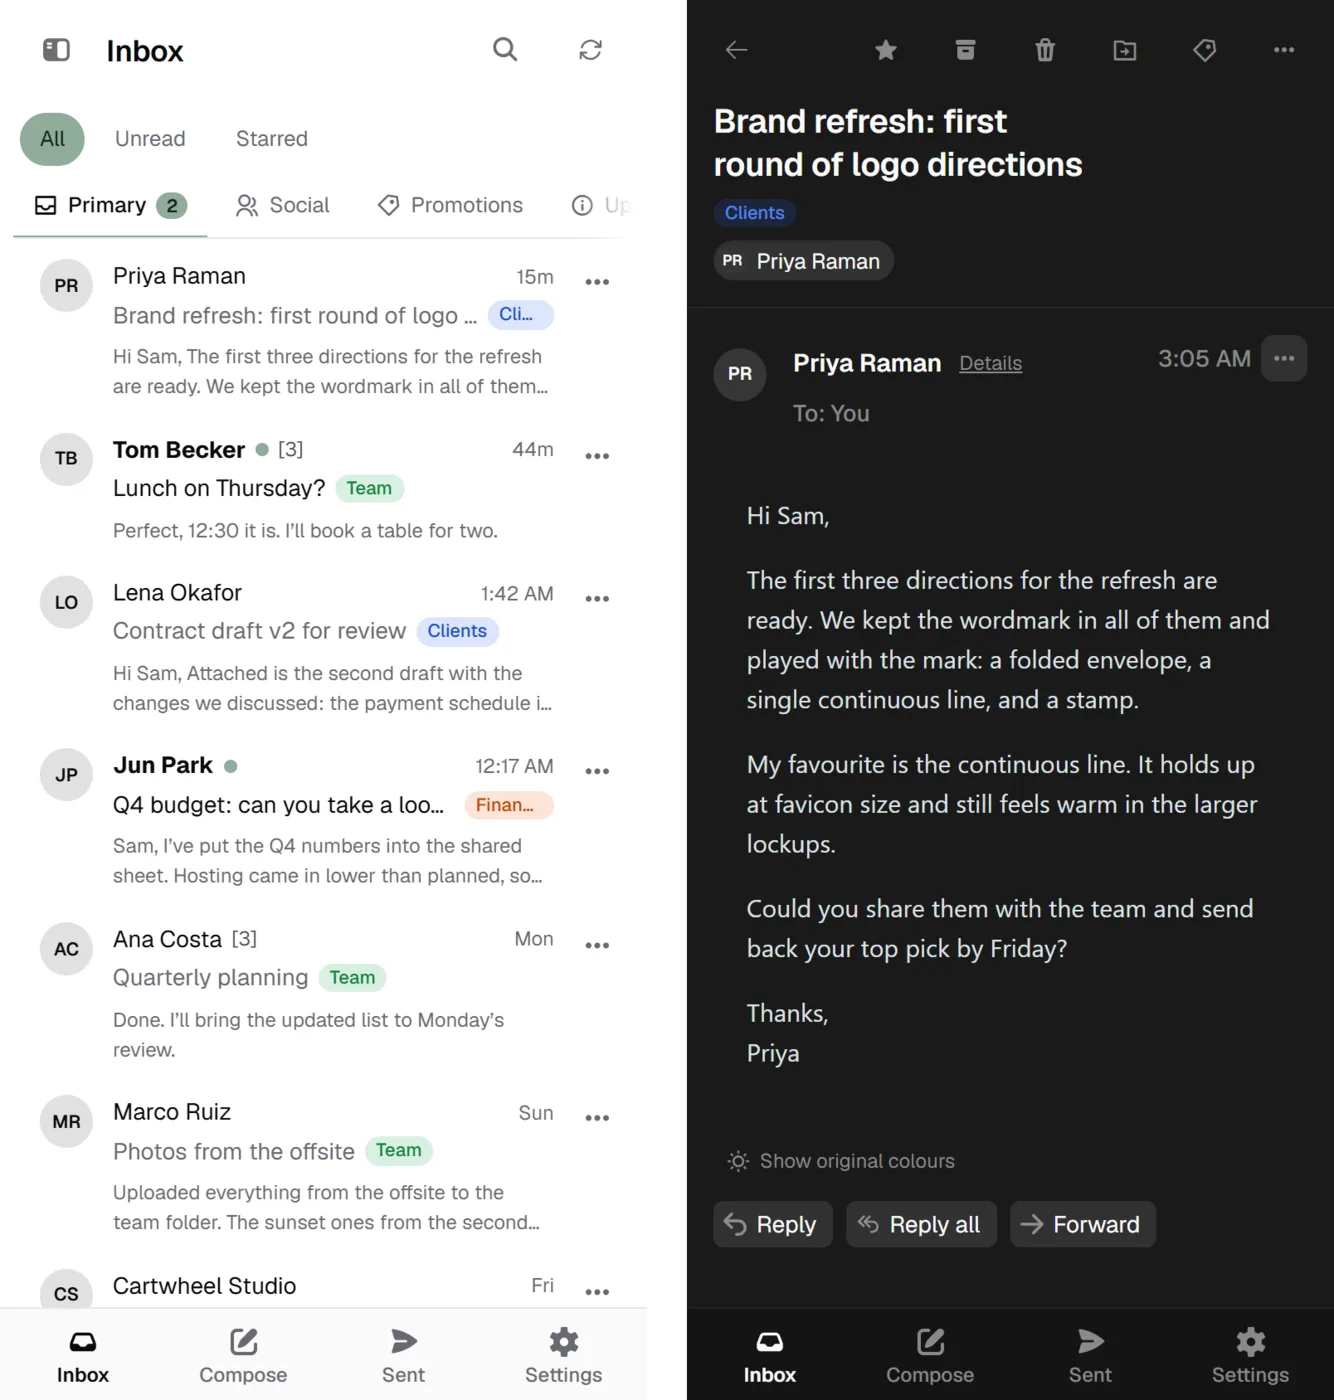 Inbox
All Unread Starred
Primary 2 Social Promotions Up
PR Priya Raman 15m
Brand refresh: first round of logo ... Cli...
Hi Sam, The first three directions for the refresh
are ready. We kept the wordmark in all of them...
TB Tom Becker [3] 44m
Lunch on Thursday? Team
Perfect, 12:30 it is. I’ll book a table for two.
LO Lena Okafor 1:42 AM
Contract draft v2 for review Clients
Hi Sam, Attached is the second draft with the
changes we discussed: the payment schedule i...
JP Jun Park 12:17 AM
Q4 budget: can you take a loo... Finan...
Sam, I’ve put the Q4 numbers into the shared
sheet. Hosting came in lower than planned, so...
AC Ana Costa [3] Mon
Quarterly planning Team
Done. I’ll bring the updated list to Monday’s
review.
MR Marco Ruiz Sun
Photos from the offsite Team
Uploaded everything from the offsite to the
team folder. The sunset ones from the second...
CS Cartwheel Studio Fri
Inbox Compose Sent Settings
Brand refresh: first
round of logo directions
Clients
PR Priya Raman
PR Priya Raman Details 3:05 AM
To: You
Hi Sam,
The first three directions for the refresh are
ready. We kept the wordmark in all of them and
played with the mark: a folded envelope, a
single continuous line, and a stamp.
My favourite is the continuous line. It holds up
at favicon size and still feels warm in the larger
lockups.
Could you share them with the team and send
back your top pick by Friday?
Thanks,
Priya
Show original colours
Reply Reply all Forward
Inbox Compose Sent Settings